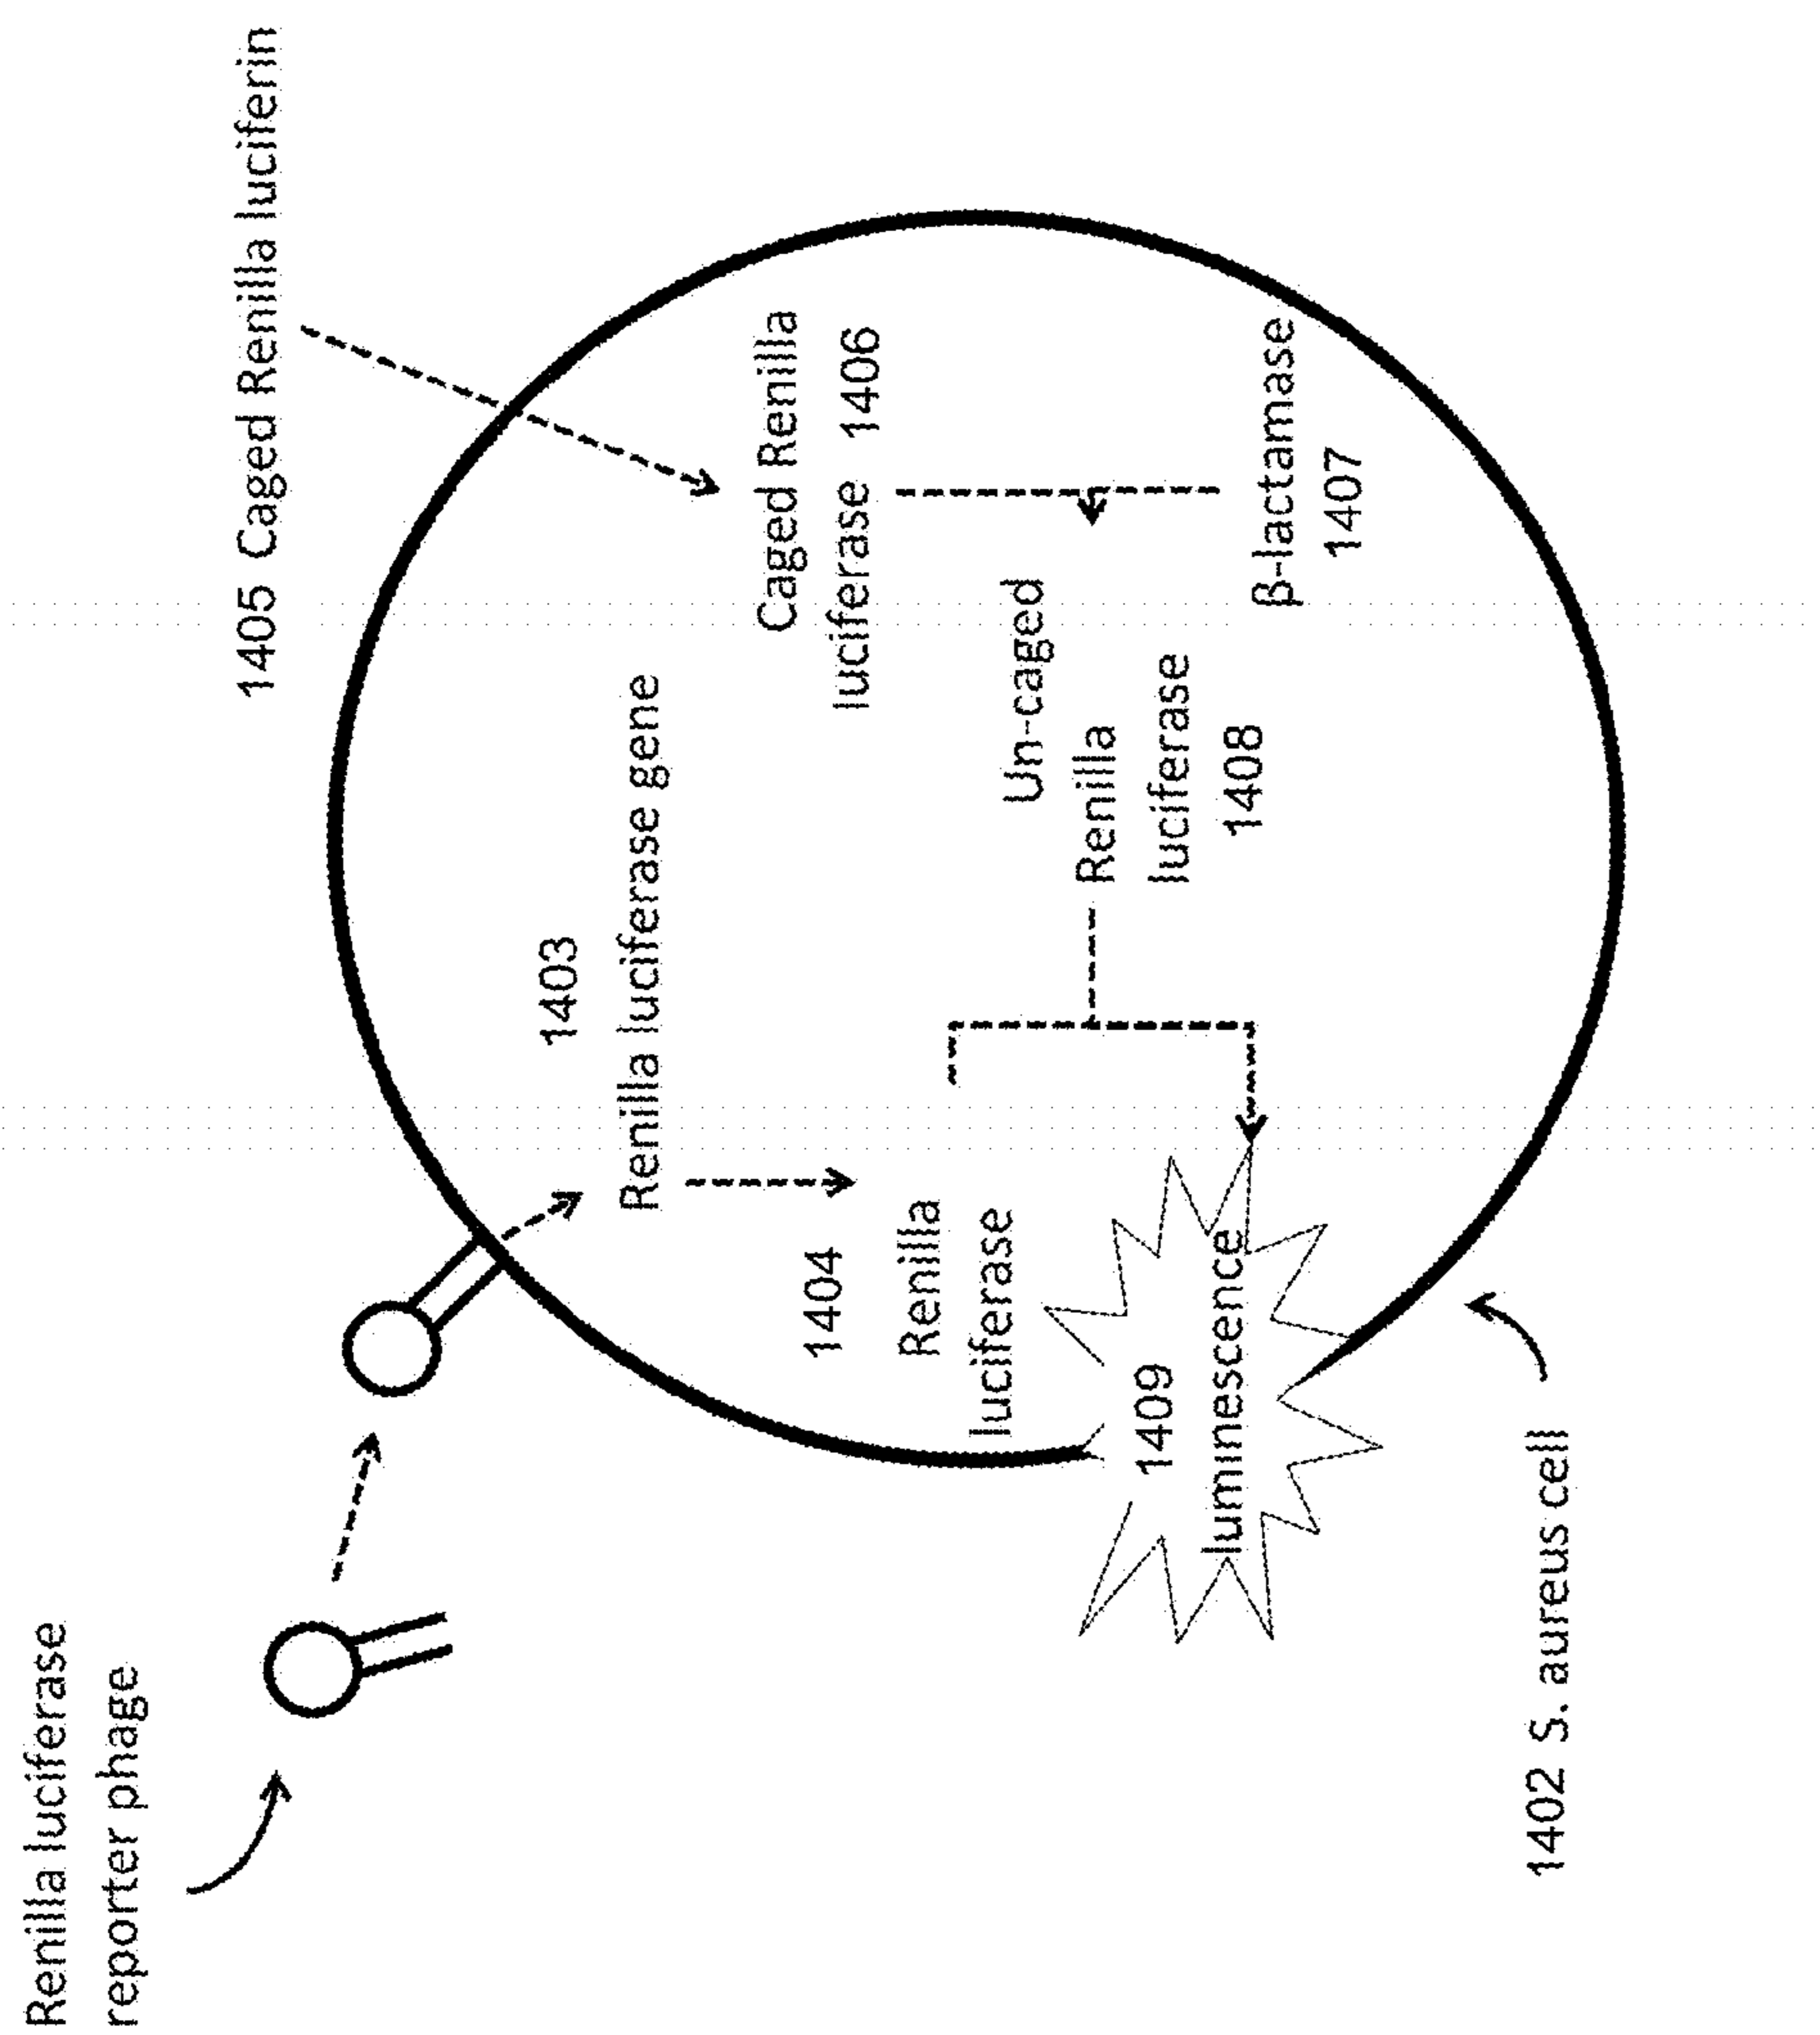 Renilla luciferase
reporter phage
1405 Caged Renilla luciferin
1403
Renilla luciferase gene
Caged Renilla
luciferase 1406
1404
Renilla
luciferase
Un-caged
Renilla
luciferase
1408
β-lactamase
1407
1409
luminescence
1402 S. aureus cell